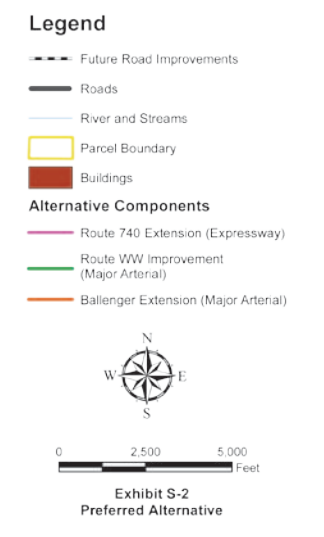 Legend
Future Road Improvements
Roads
River and Streams
Parcel Boundary
Buildings
Alternative Components
Route 740 Extension (Expressway)
Route WW Improvement
(Major Arterial)
Ballenger Extension (Major Arterial)
N
W E
S
0 2,500 5,000
Feet
Exhibit S-2
Preferred Alternative